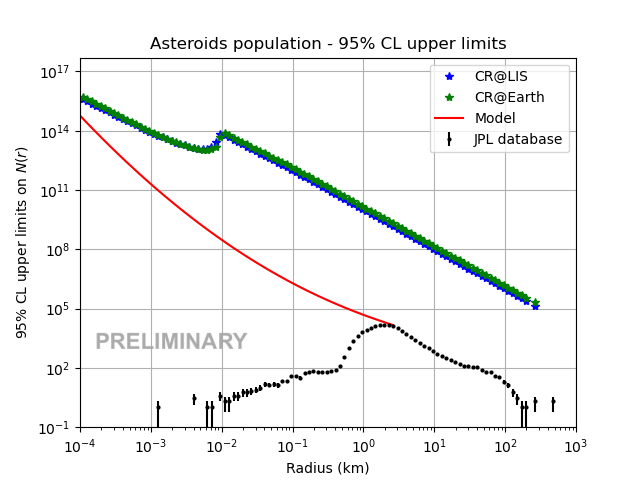 Asteroids population - 95% CL upper limits
10^17
10^14
10^11
10^8
10^5
10^2
10^−1
95% CL upper limits on N(r)
CR@LIS
CR@Earth
Model
JPL database
PRELIMINARY
10^−4 10^−3 10^−2 10^−1 10^0 10^1 10^2 10^3
Radius (km)